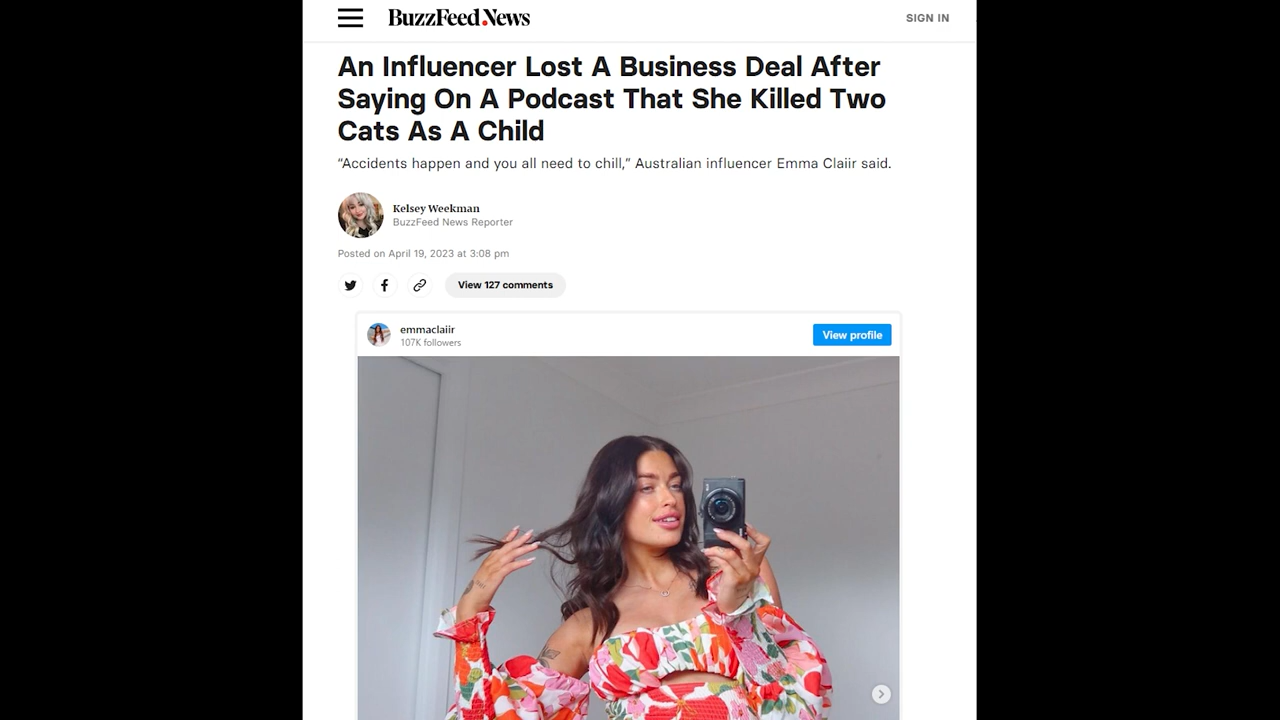 BuzzFeed News
SIGN IN
An Influencer Lost A Business Deal After
Saying On A Podcast That She Killed Two
Cats As A Child
“Accidents happen and you all need to chill,” Australian influencer Emma Claiir said.
Kelsey Weekman
BuzzFeed News Reporter
Posted on April 19, 2023 at 3:08 pm
View 127 comments
emmaclaiir
107K followers
View profile